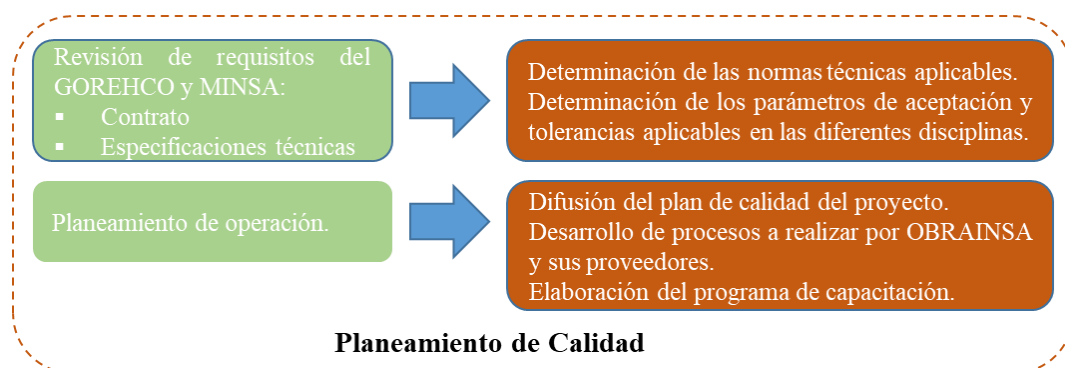 Revisión de requisitos del
GOREHCO y MINSA:
▪ Contrato
▪ Especificaciones técnicas
Determinación de las normas técnicas aplicables.
Determinación de los parámetros de aceptación y
tolerancias aplicables en las diferentes disciplinas.
Planeamiento de operación.
Difusión del plan de calidad del proyecto.
Desarrollo de procesos a realizar por OBRAINSA
y sus proveedores.
Elaboración del programa de capacitación.
Planeamiento de Calidad